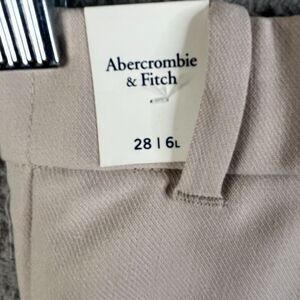 Abercrombie
& Fitch
28 | 6L